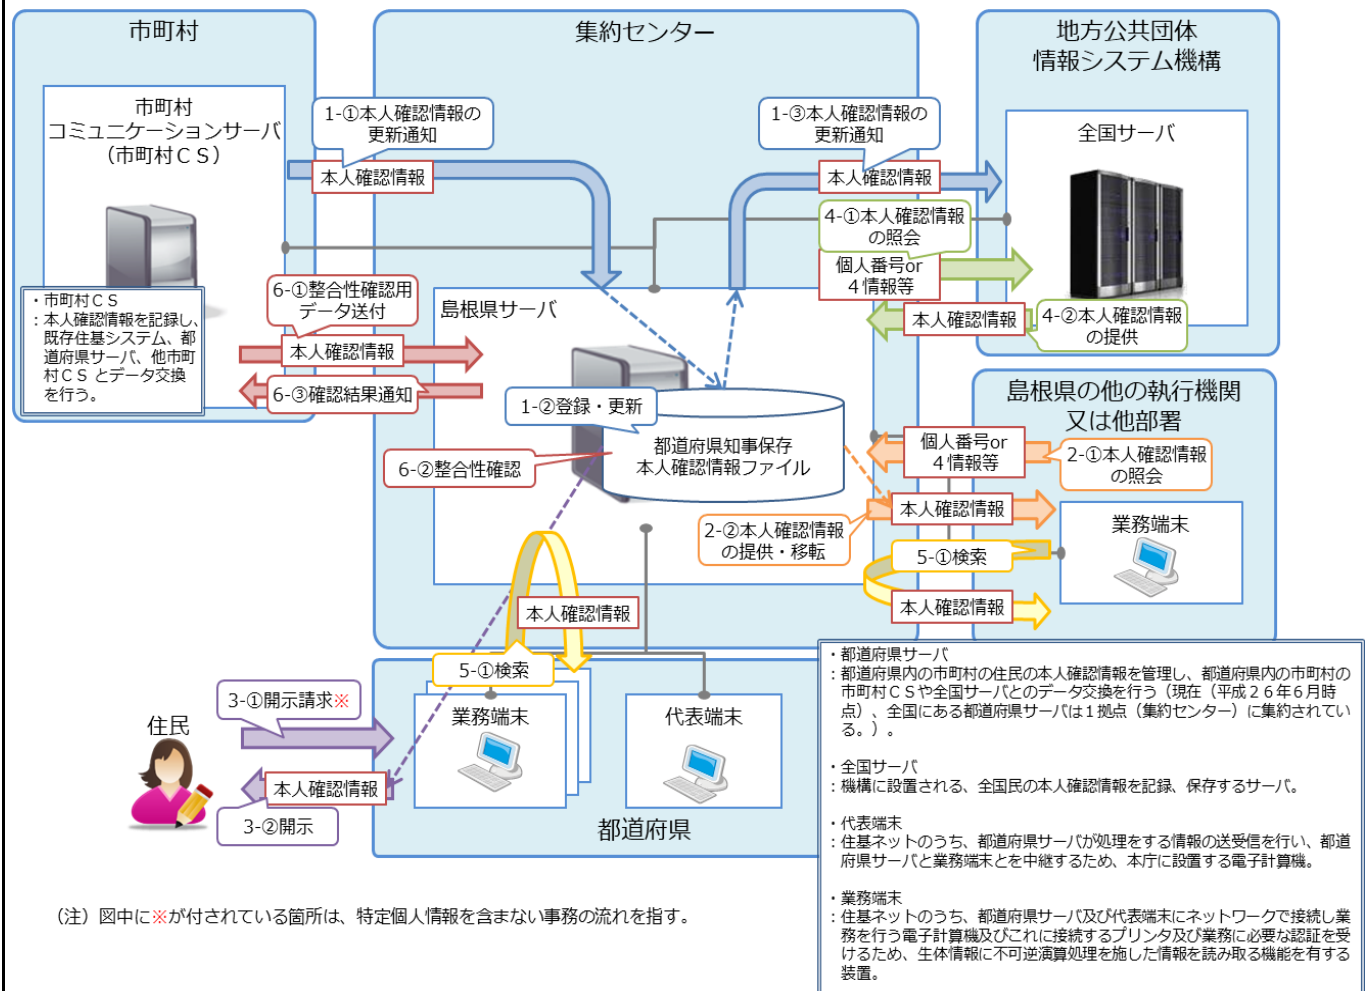 市町村
集約センター
地方公共団体
情報システム機構
市町村
コミュニケーションサーバ
（市町村ＣＳ）
1-①本人確認情報の
更新通知
1-③本人確認情報の
更新通知
全国サーバ
本人確認情報
本人確認情報
4-①本人確認情報
の照会
個人番号or
４情報等
・市町村ＣＳ
：本人確認情報を記録し、
既存住基システム、都
道府県サーバ、他市町
村ＣＳ とデータ交換
を行う。
6-①整合性確認用
データ送付
島根県サーバ
本人確認情報
4-②本人確認情報
の提供
本人確認情報
6-③確認結果通知
1-②登録・更新
島根県の他の執行機関
又は他部署
都道府県知事保存
本人確認情報ファイル
6-②整合性確認
個人番号or
４情報等
2-①本人確認情報
の照会
本人確認情報
2-②本人確認情報
の提供・移転
業務端末
5-①検索
本人確認情報
本人確認情報
5-①検索
3-①開示請求※
業務端末
代表端末
住民
本人確認情報
3-②開示
都道府県
・都道府県サーバ
：都道府県内の市町村の住民の本人確認情報を管理し、都道府県内の市町村の
市町村ＣＳや全国サーバとのデータ交換を行う（現在（平成２６年６月時
点）、全国にある都道府県サーバは１拠点（集約センター）に集約されてい
る。）。
・全国サーバ
：機構に設置される、全国民の本人確認情報を記録、保存するサーバ。
・代表端末
：住基ネットのうち、都道府県サーバが処理をする情報の送受信を行い、都道
府県サーバと業務端末とを中継するため、本庁に設置する電子計算機。
・業務端末
：住基ネットのうち、都道府県サーバ及び代表端末にネットワークで接続し業
務を行う電子計算機及びこれに接続するプリンタ及び業務に必要な認証を受
けるため、生体情報に不可逆演算処理を施した情報を読み取る機能を有する
装置。
（注）図中に※が付されている箇所は、特定個人情報を含まない事務の流れを指す。